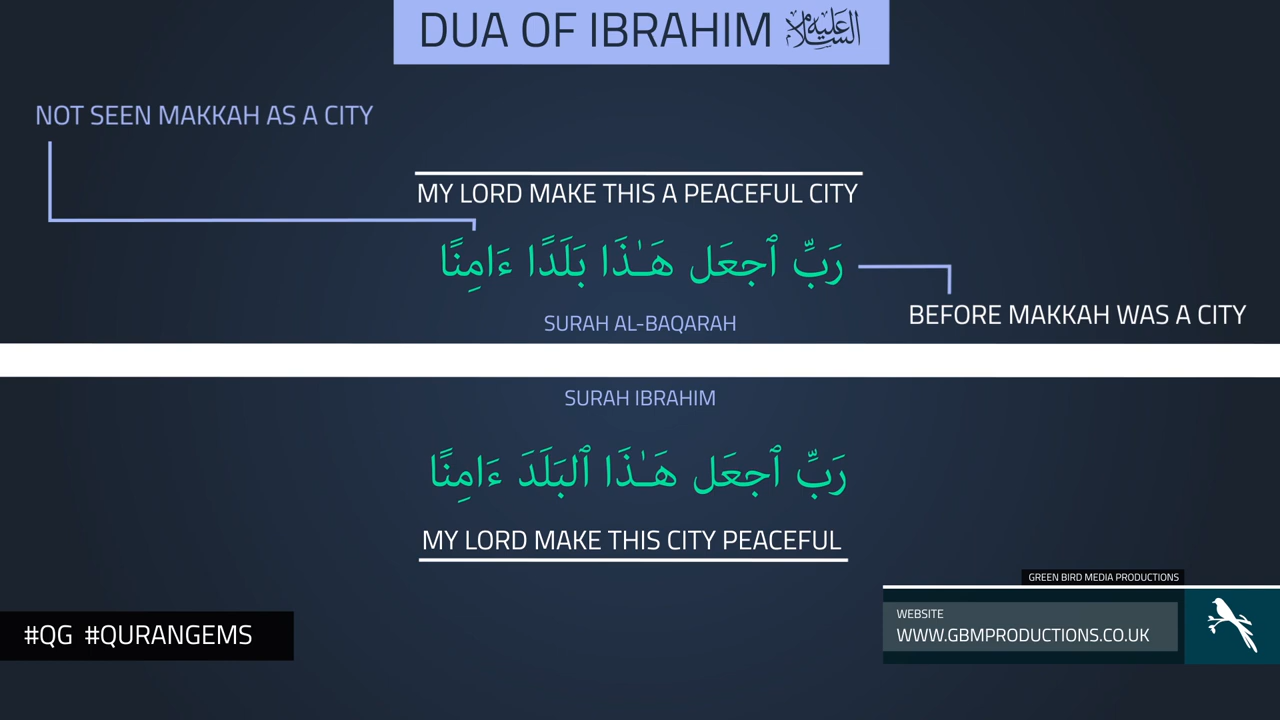 DUA OF IBRAHIM عليه السلام
NOT SEEN MAKKAH AS A CITY
MY LORD MAKE THIS A PEACEFUL CITY
رَبِّ ٱجعَل هَـٰذَا بَلَدًا ءَامِنًا
BEFORE MAKKAH WAS A CITY
SURAH AL-BAQARAH
SURAH IBRAHIM
رَبِّ ٱجعَل هَـٰذَا ٱلبَلَدَ ءَامِنًا
MY LORD MAKE THIS CITY PEACEFUL
GREEN BIRD MEDIA PRODUCTIONS
WEBSITE
WWW.GBMPRODUCTIONS.CO.UK
#QG #QURANGEMS